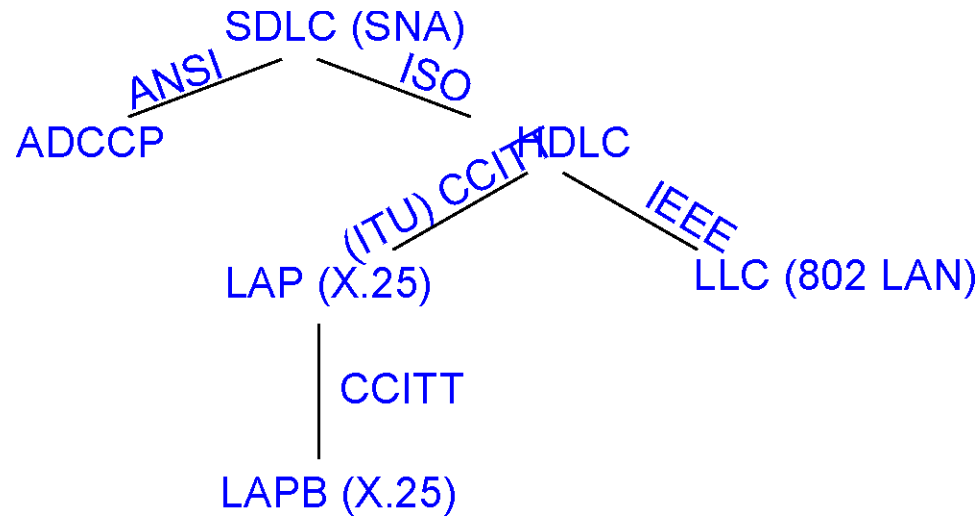 SDLC (SNA)
ANSI
ISO
ADCCP
HDLC
(ITU) CCITT
IEEE
LAP (X.25)
LLC (802 LAN)
CCITT
LAPB (X.25)